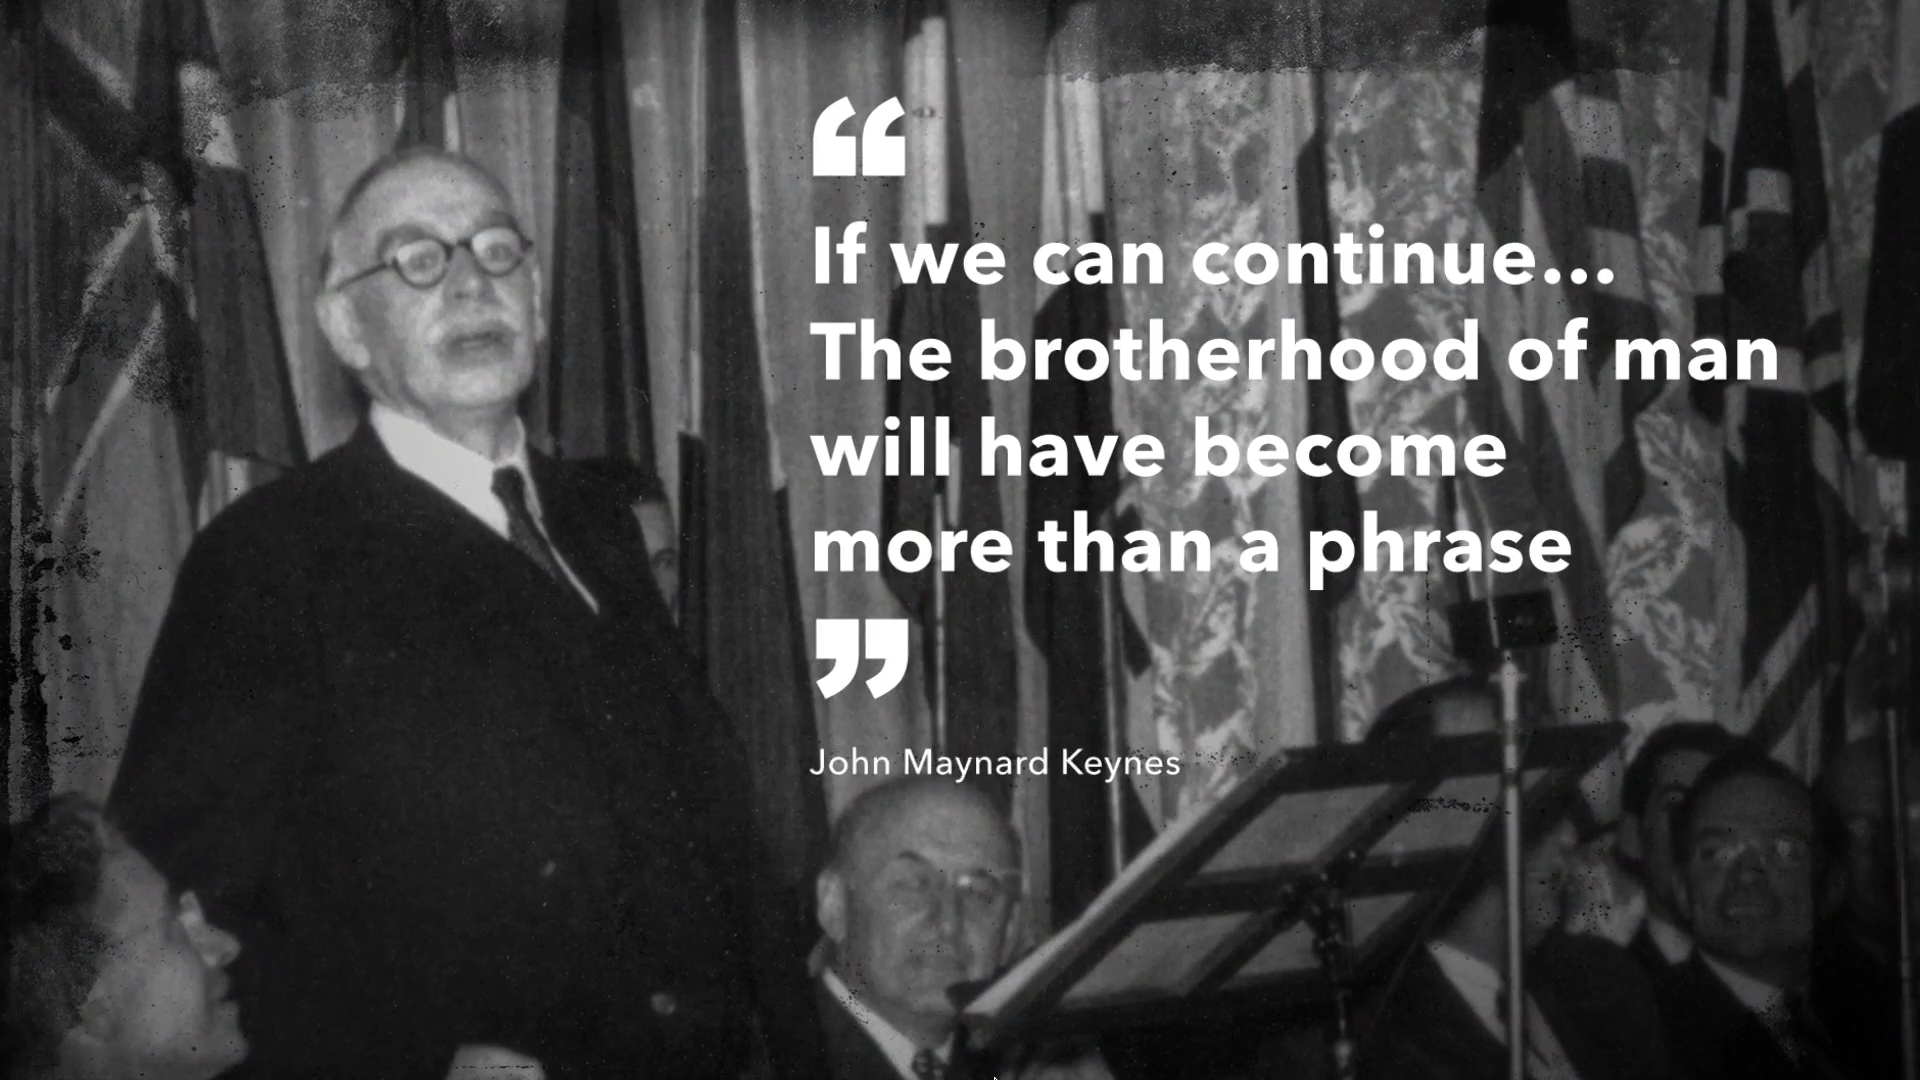 “
If we can continue...
The brotherhood of man
will have become
more than a phrase
”
John Maynard Keynes